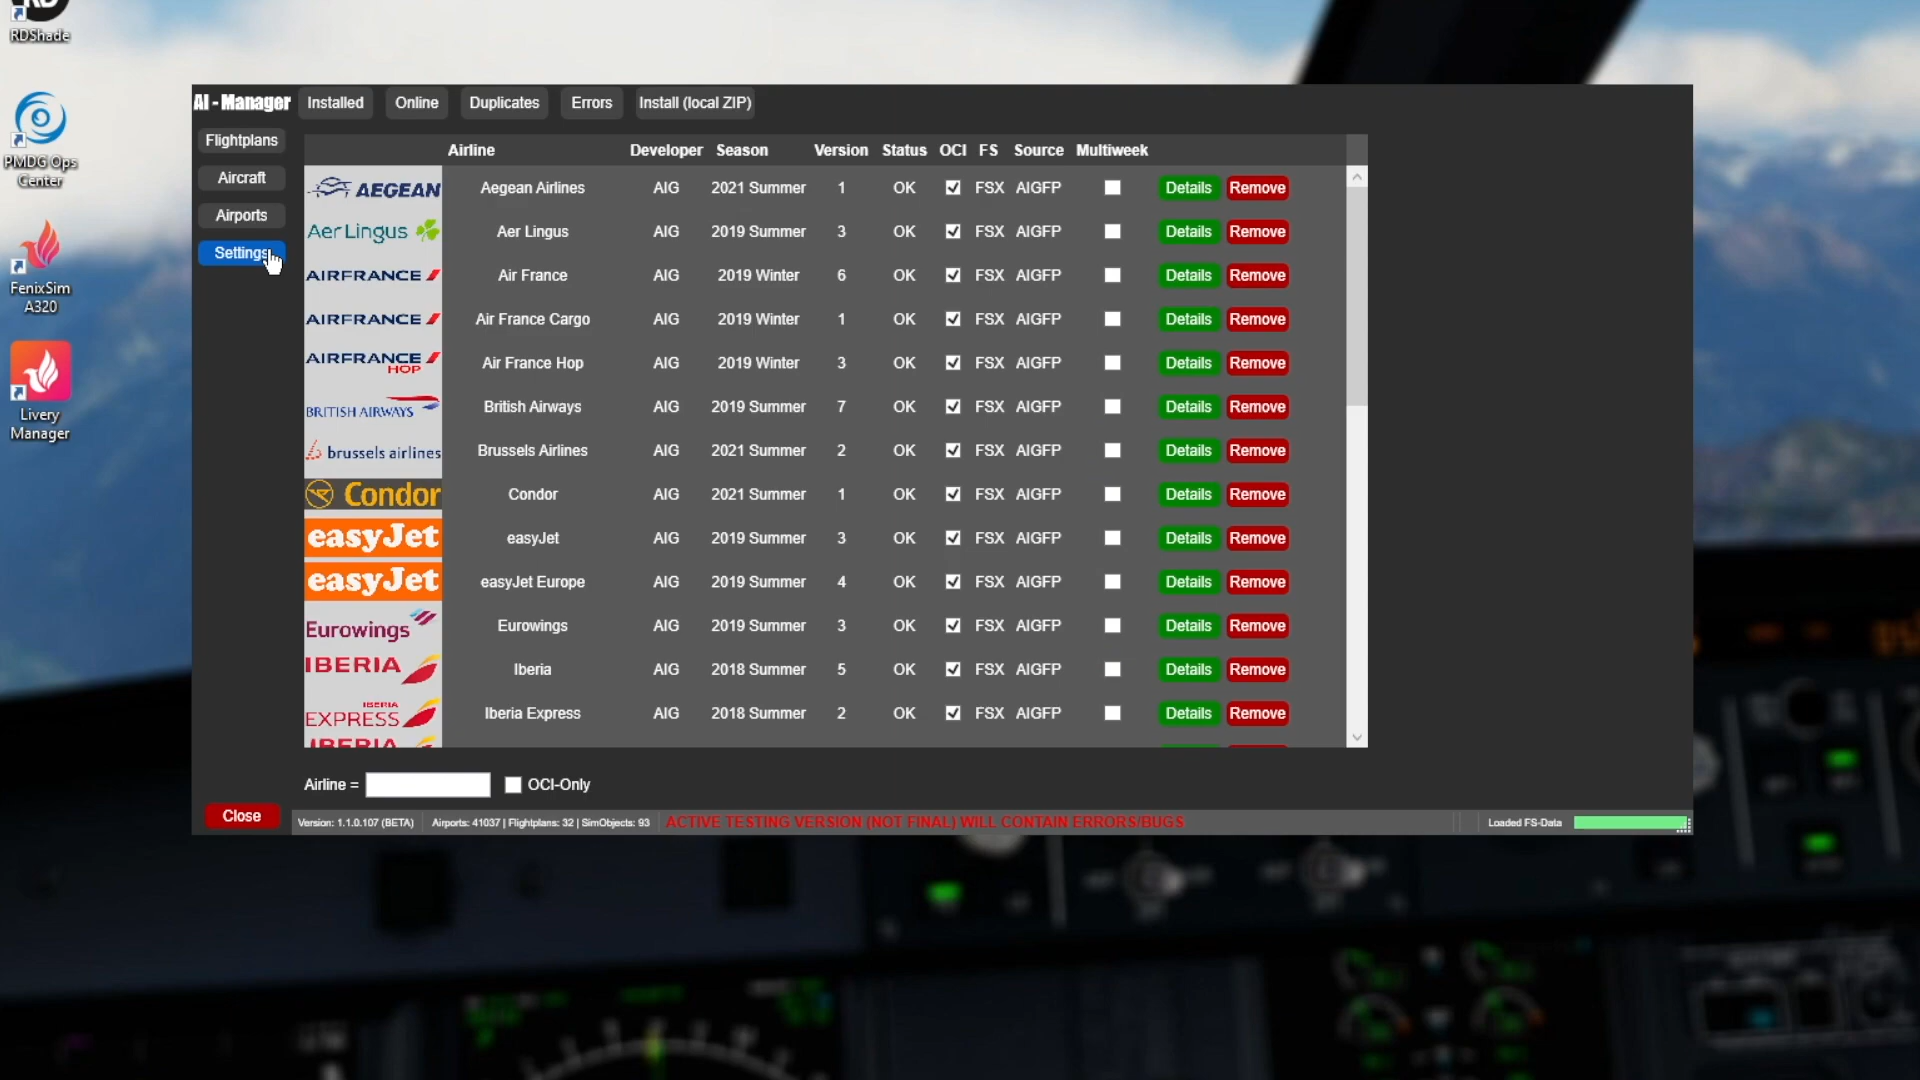 RDShade
PMDG Ops
Center
FenixSim
A320
Livery
Manager
AI - Manager Installed Online Duplicates Errors Install (local ZIP)
Flightplans
Aircraft
Airports
Settings
Close
Airline Developer Season Version Status OCI FS Source Multiweek
AEGEAN Aegean Airlines AIG 2021 Summer 1 OK FSX AIGFP Details Remove
Aer Lingus Aer Lingus AIG 2019 Summer 3 OK FSX AIGFP Details Remove
AIRFRANCE Air France AIG 2019 Winter 6 OK FSX AIGFP Details Remove
AIRFRANCE Air France Cargo AIG 2019 Winter 1 OK FSX AIGFP Details Remove
AIRFRANCE HOP Air France Hop AIG 2019 Winter 3 OK FSX AIGFP Details Remove
BRITISH AIRWAYS British Airways AIG 2019 Summer 7 OK FSX AIGFP Details Remove
brussels airlines Brussels Airlines AIG 2021 Summer 2 OK FSX AIGFP Details Remove
Condor Condor AIG 2021 Summer 1 OK FSX AIGFP Details Remove
easyJet easyJet AIG 2019 Summer 3 OK FSX AIGFP Details Remove
easyJet easyJet Europe AIG 2019 Summer 4 OK FSX AIGFP Details Remove
Eurowings Eurowings AIG 2019 Summer 3 OK FSX AIGFP Details Remove
IBERIA Iberia AIG 2018 Summer 5 OK FSX AIGFP Details Remove
IBERIA EXPRESS Iberia Express AIG 2018 Summer 2 OK FSX AIGFP Details Remove
IBERIA
Airline = OCI-Only
Version: 1.1.0.107 (BETA) Airports: 41037 | Flightplans: 32 | SimObjects: 93 ACTIVE TESTING VERSION (NOT FINAL) WILL CONTAIN ERRORS/BUGS Loaded FS-Data